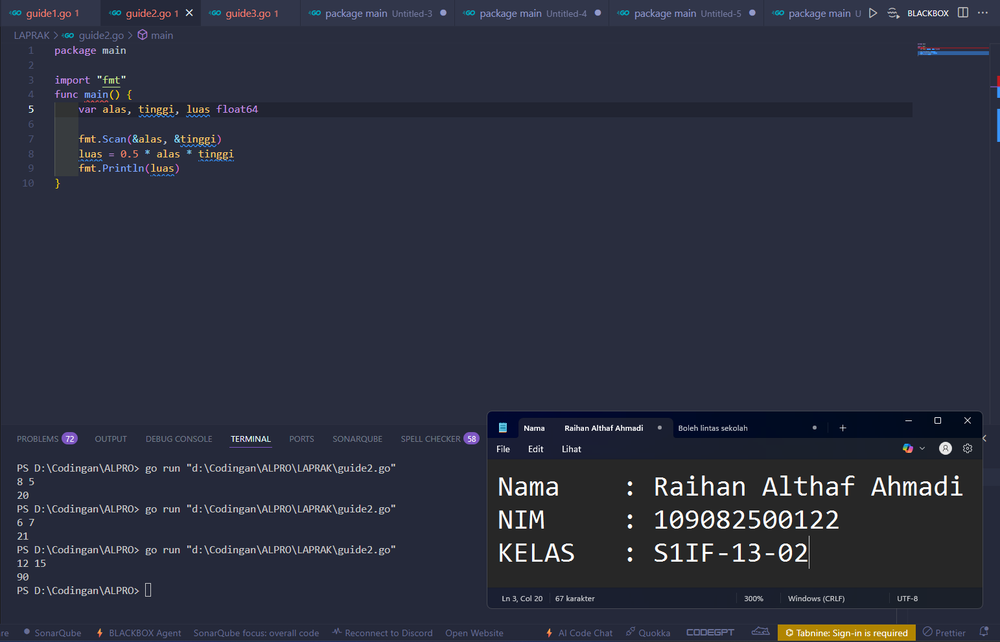 guide1.go 1
guide2.go 1
guide3.go 1
package main Untitled-3
package main Untitled-4
package main Untitled-5
package main U
BLACKBOX
LAPRAK > guide2.go > main
1 package main
2
3 import "fmt"
4 func main() {
5 var alas, tinggi, luas float64
6
7 fmt.Scan(&alas, &tinggi)
8 luas = 0.5 * alas * tinggi
9 fmt.Println(luas)
10 }
PROBLEMS 72 OUTPUT DEBUG CONSOLE TERMINAL PORTS SONARQUBE SPELL CHECKER 58
PS D:\Codingan\ALPRO> go run "d:\Codingan\ALPRO\LAPRAK\guide2.go"
8 5
20
PS D:\Codingan\ALPRO> go run "d:\Codingan\ALPRO\LAPRAK\guide2.go"
6 7
21
PS D:\Codingan\ALPRO> go run "d:\Codingan\ALPRO\LAPRAK\guide2.go"
12 15
90
PS D:\Codingan\ALPRO>
Nama Raihan Althaf Ahmadi
Boleh lintas sekolah
File Edit Lihat
Nama : Raihan Althaf Ahmadi
NIM : 109082500122
KELAS : S1IF-13-02
Ln 3, Col 20 67 karakter 300% Windows (CRLF) UTF-8
re SonarQube BLACKBOX Agent SonarQube focus: overall code Reconnect to Discord Open Website AI Code Chat Quokka CODEGPT Tabnine: Sign-in is required Prettier